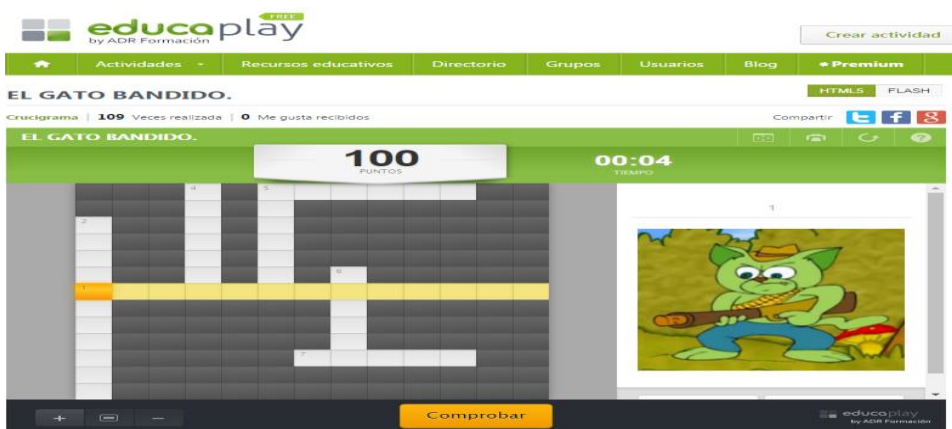 FREE
educaplay
by ADR Formación
Crear actividad
Actividades Recursos educativos Directorio Grupos Usuarios Blog Premium
HTML5 FLASH
EL GATO BANDIDO.
Crucigrama | 109 Veces realizada | 0 Me gusta recibidos
Compartir
EL GATO BANDIDO.
100
PUNTOS
00:04
TIEMPO
4 5
1
2
6
1
7
Comprobar
educaplay
by ADR Formación